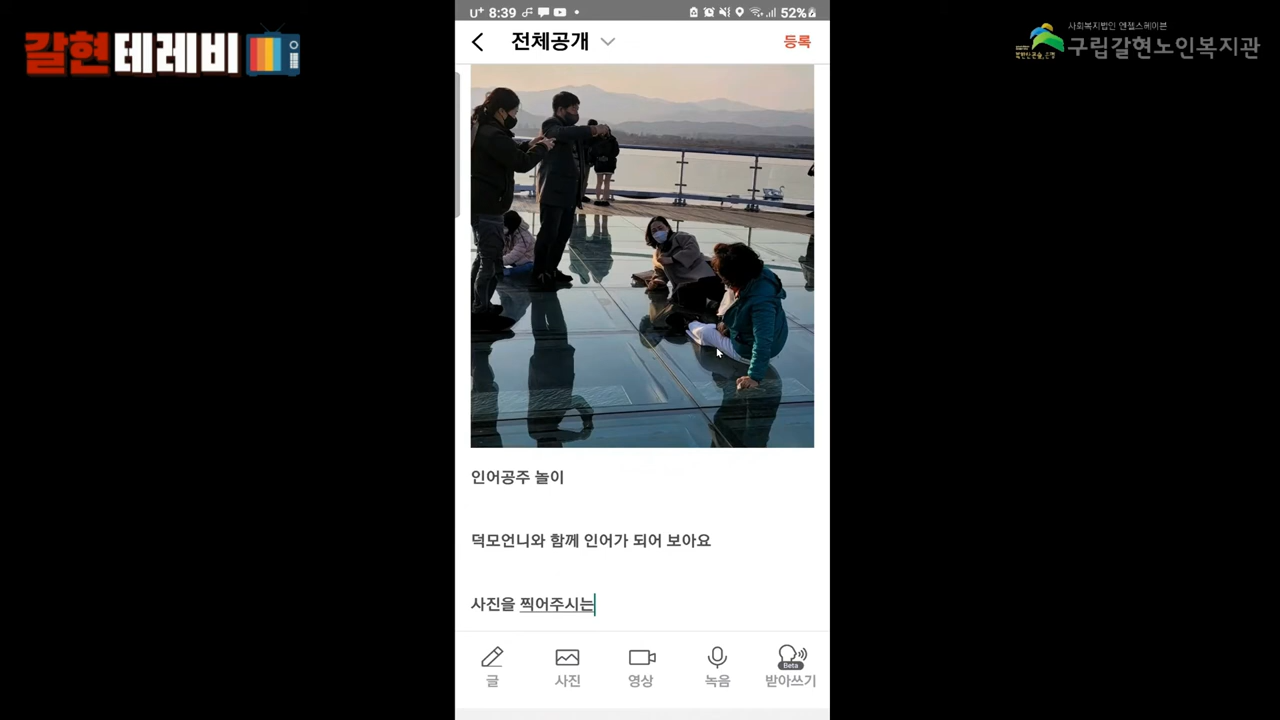 갈현테레비
사회복지법인 엔젤스헤이븐
구립갈현노인복지관
U+ 8:39
52%
전체공개
등록
인어공주 놀이
덕모언니와 함께 인어가 되어 보아요
사진을 찍어주시는
글
사진
영상
녹음
Beta
받아쓰기